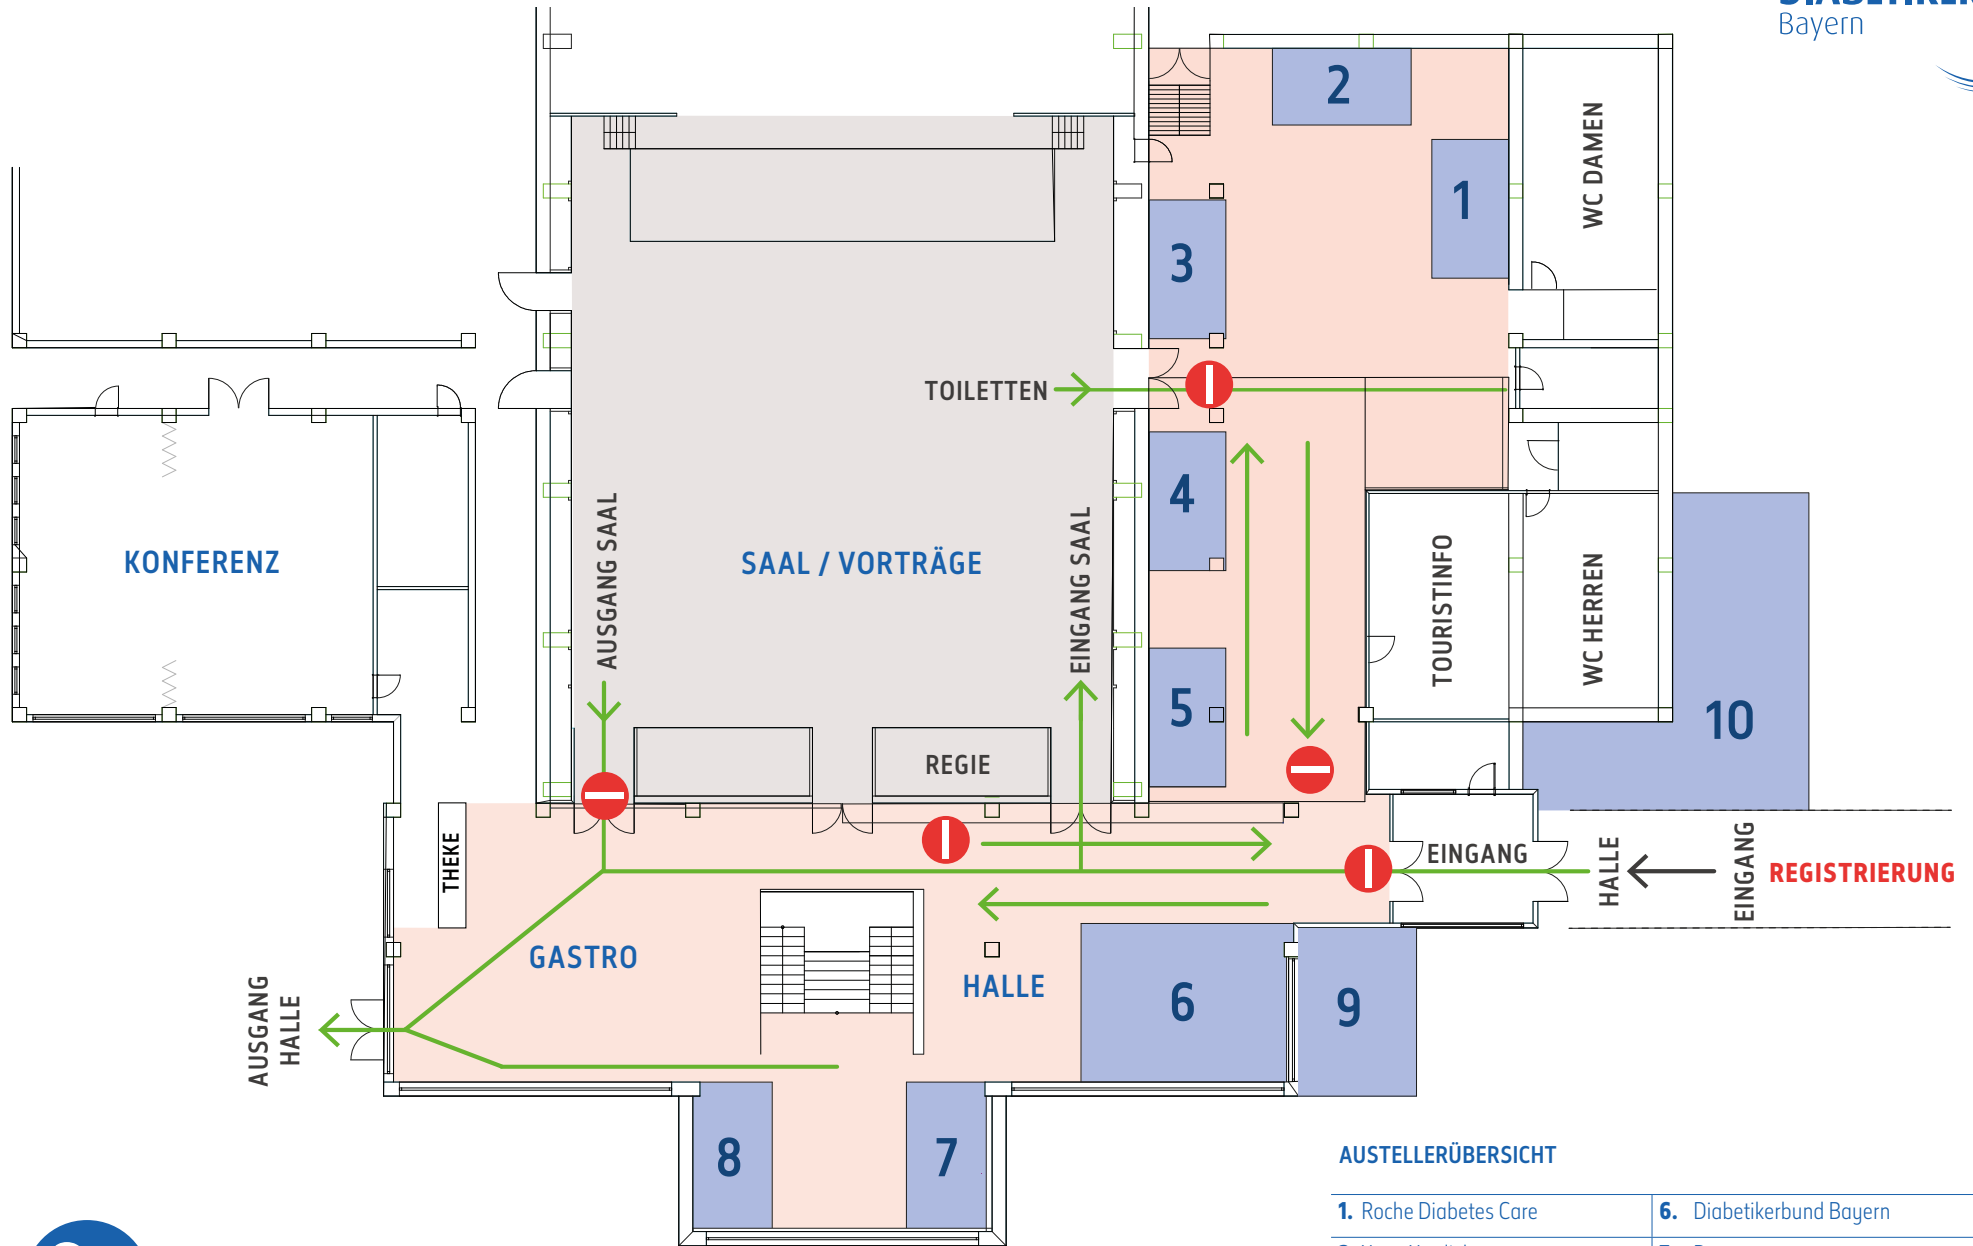 Bayern
2
1
WC DAMEN
3
TOILETTEN
4
AUSGANG SAAL
EINGANG SAAL
KONFERENZ
SAAL / VORTRÄGE
TOURISTINFO
WC HERREN
5
10
REGIE
THEKE
EINGANG
HALLE
EINGANG
REGISTRIERUNG
GASTRO
HALLE
6
9
AUSGANG
HALLE
8
7
AUSTELLERÜBERSICHT
1. Roche Diabetes Care
6. Diabetikerbund Bayern